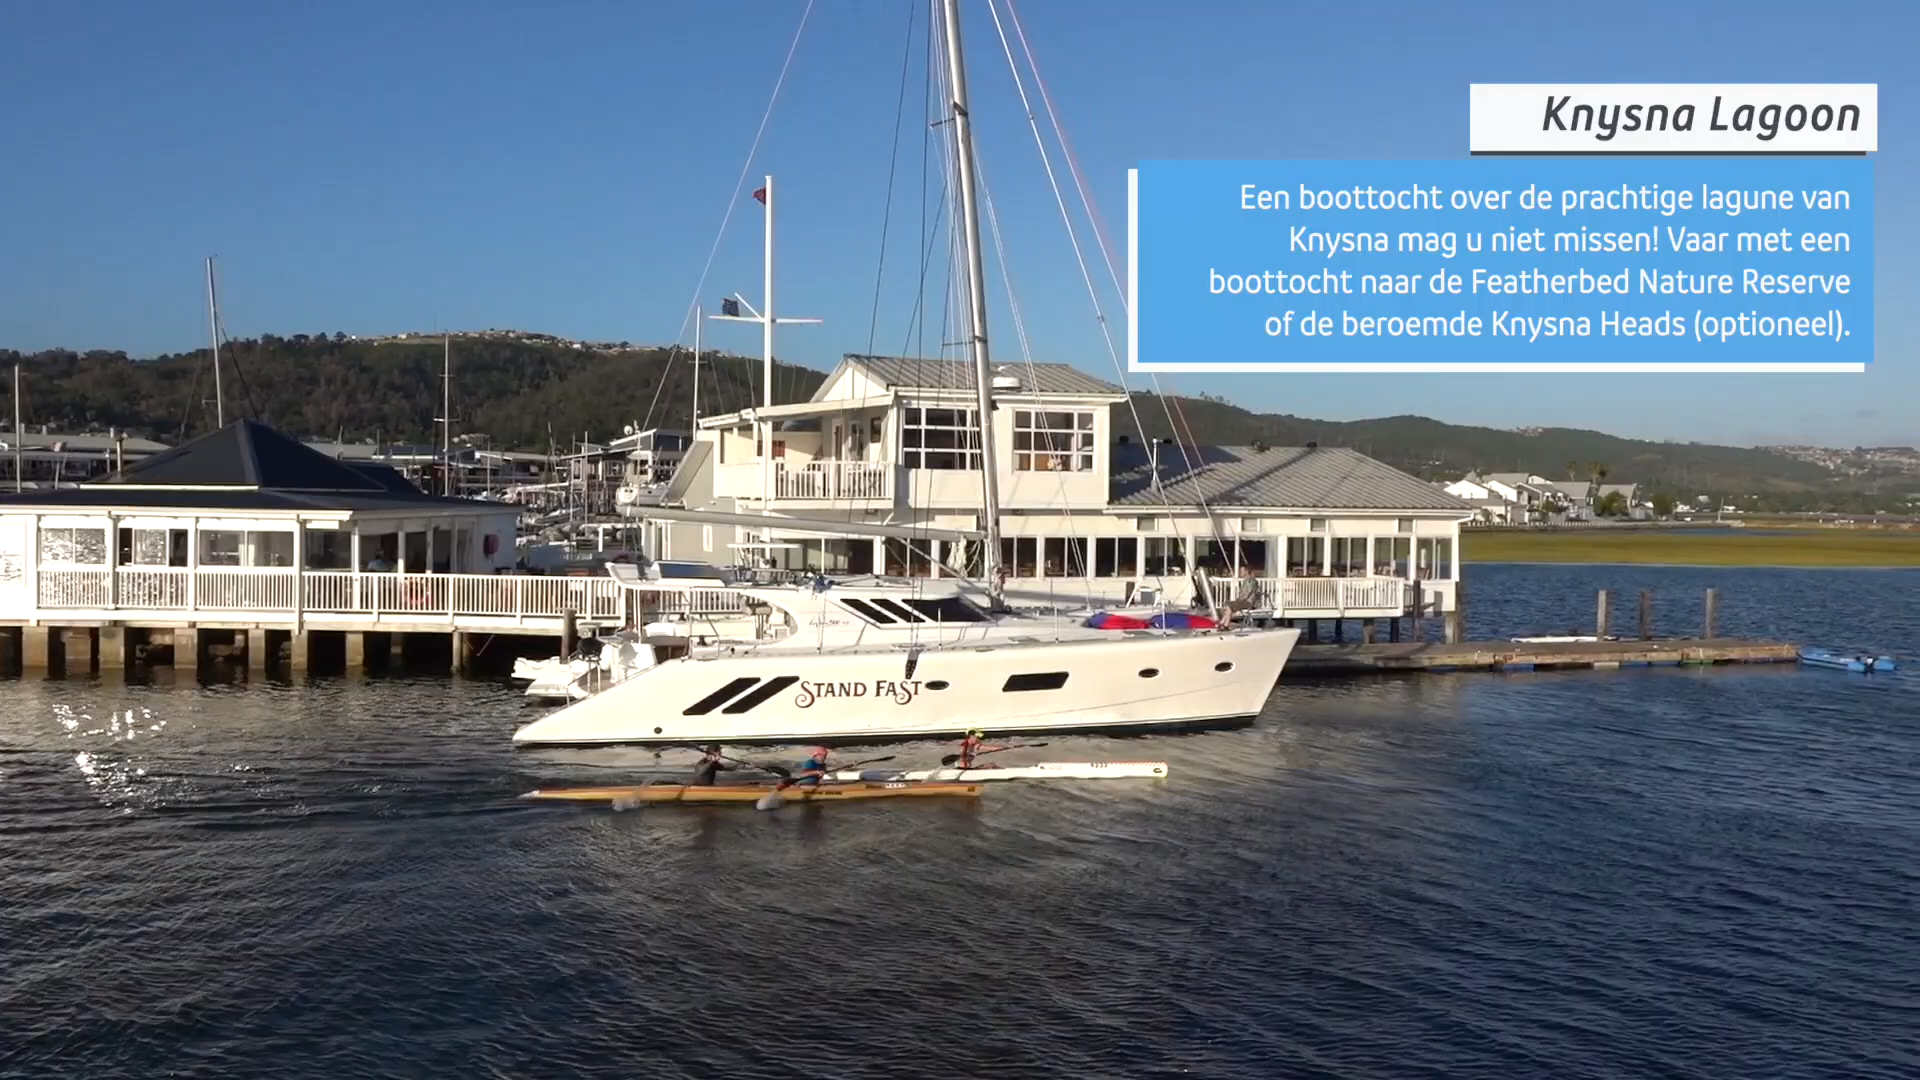 Knysna Lagoon
Een boottocht over de prachtige lagune van
Knysna mag u niet missen! Vaar met een
boottocht naar de Featherbed Nature Reserve
of de beroemde Knysna Heads (optioneel).
STAND FAST